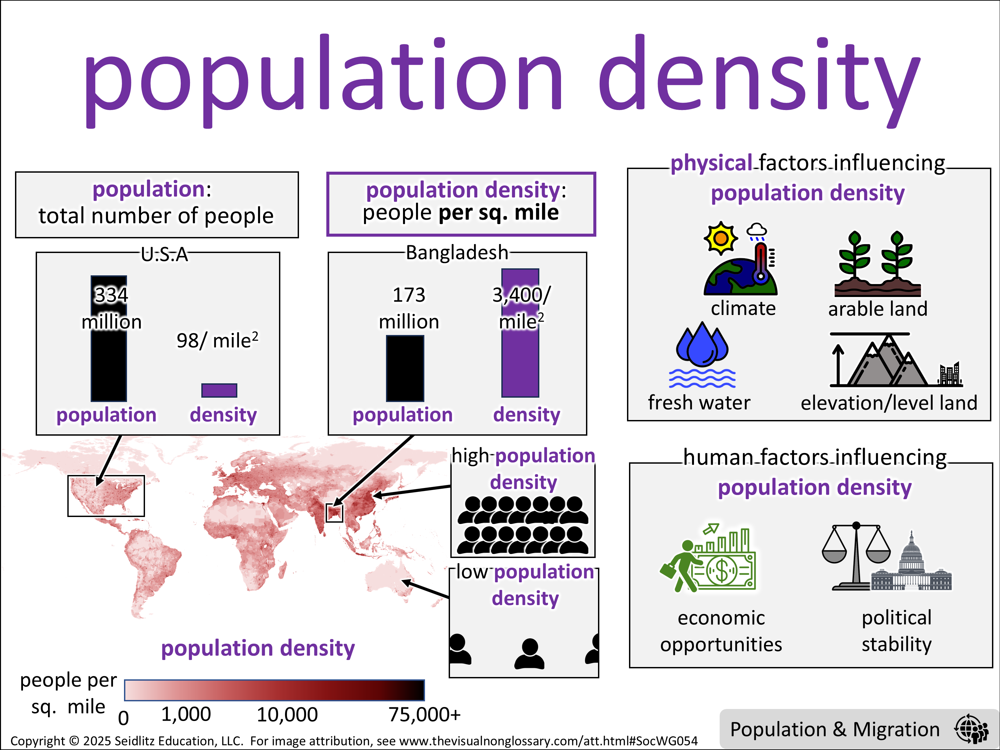 population density
population:
total number of people
population density:
people per sq. mile
U.S.A
334
million
98/ mile²
population
density
Bangladesh
173
million
3,400/
mile²
population
density
physical factors influencing
population density
climate
arable land
fresh water
elevation/level land
high population
density
low population
density
human factors influencing
population density
economic
opportunities
political
stability
population density
people per
sq. mile
0
1,000
10,000
75,000+
Population & Migration
Copyright © 2025 Seidlitz Education, LLC. For image attribution, see www.thevisualnonglossary.com/att.html#SocWG054